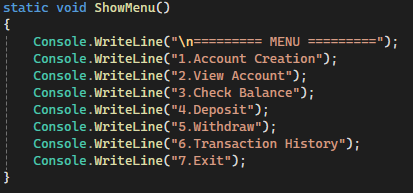 static void ShowMenu()
{
    Console.WriteLine("\n========= MENU =========");
    Console.WriteLine("1.Account Creation");
    Console.WriteLine("2.View Account");
    Console.WriteLine("3.Check Balance");
    Console.WriteLine("4.Deposit");
    Console.WriteLine("5.Withdraw");
    Console.WriteLine("6.Transaction History");
    Console.WriteLine("7.Exit");
}